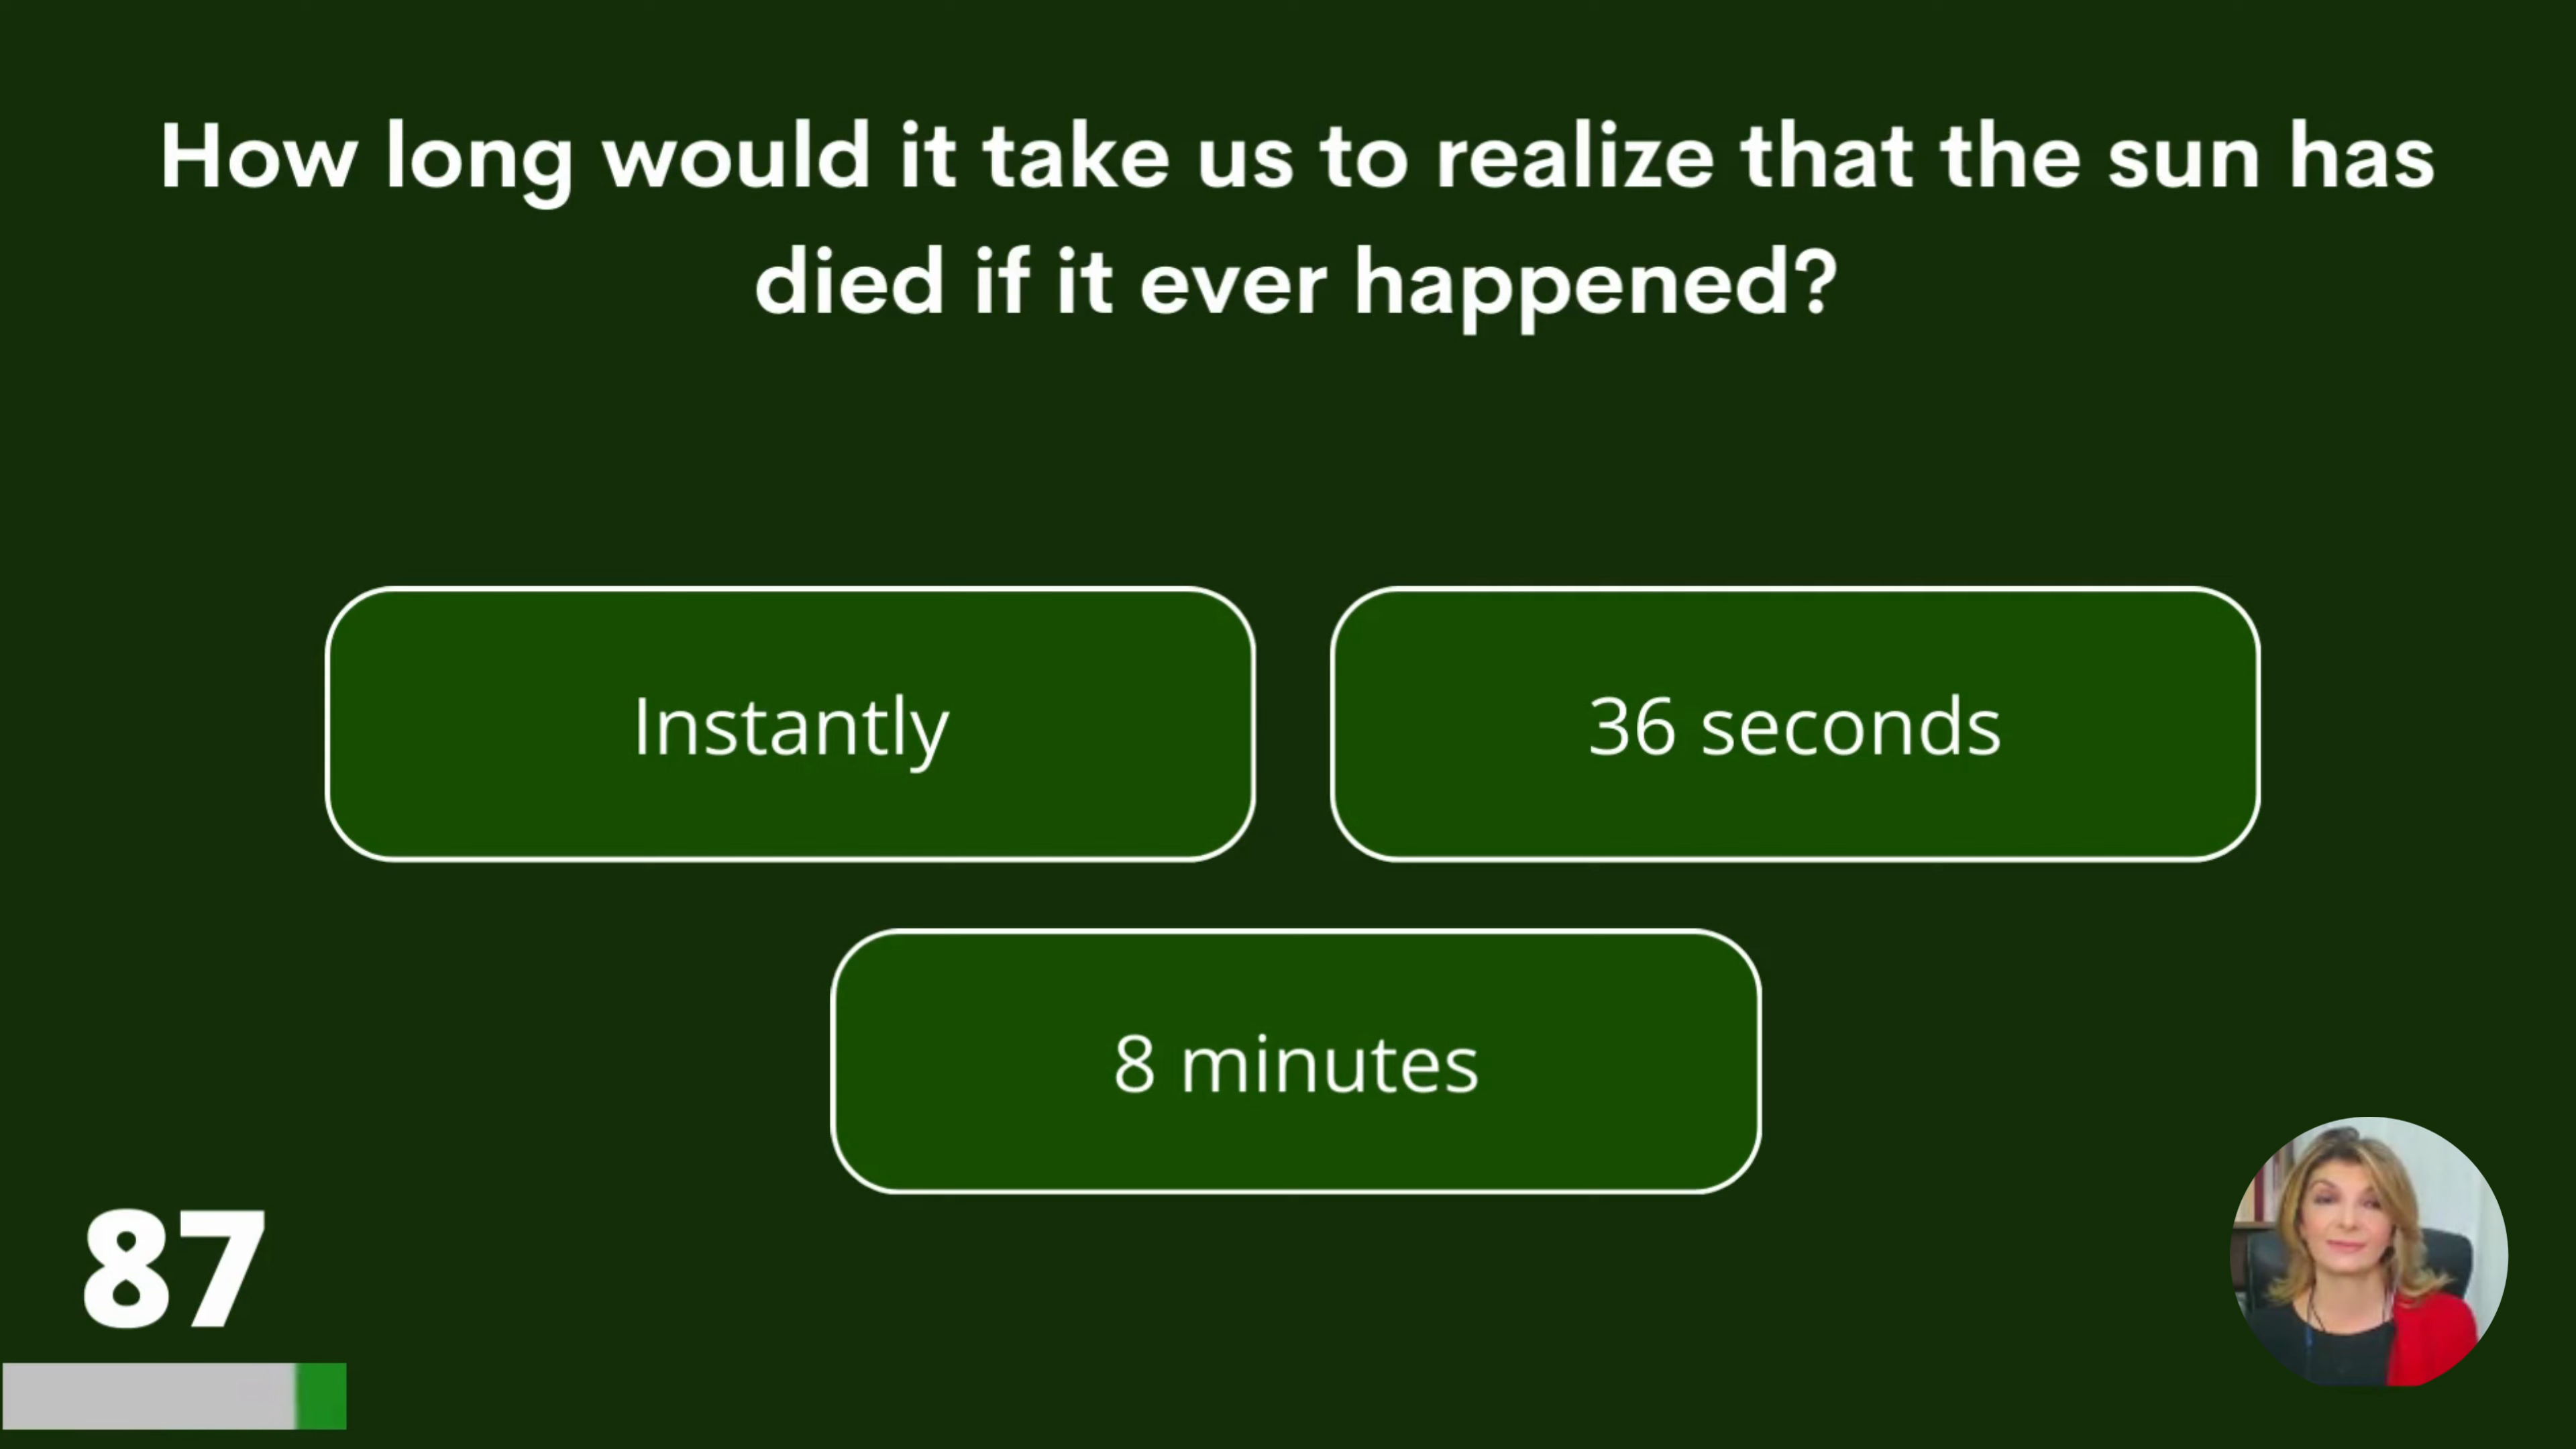 How long would it take us to realize that the sun has
died if it ever happened?
Instantly
36 seconds
8 minutes
87